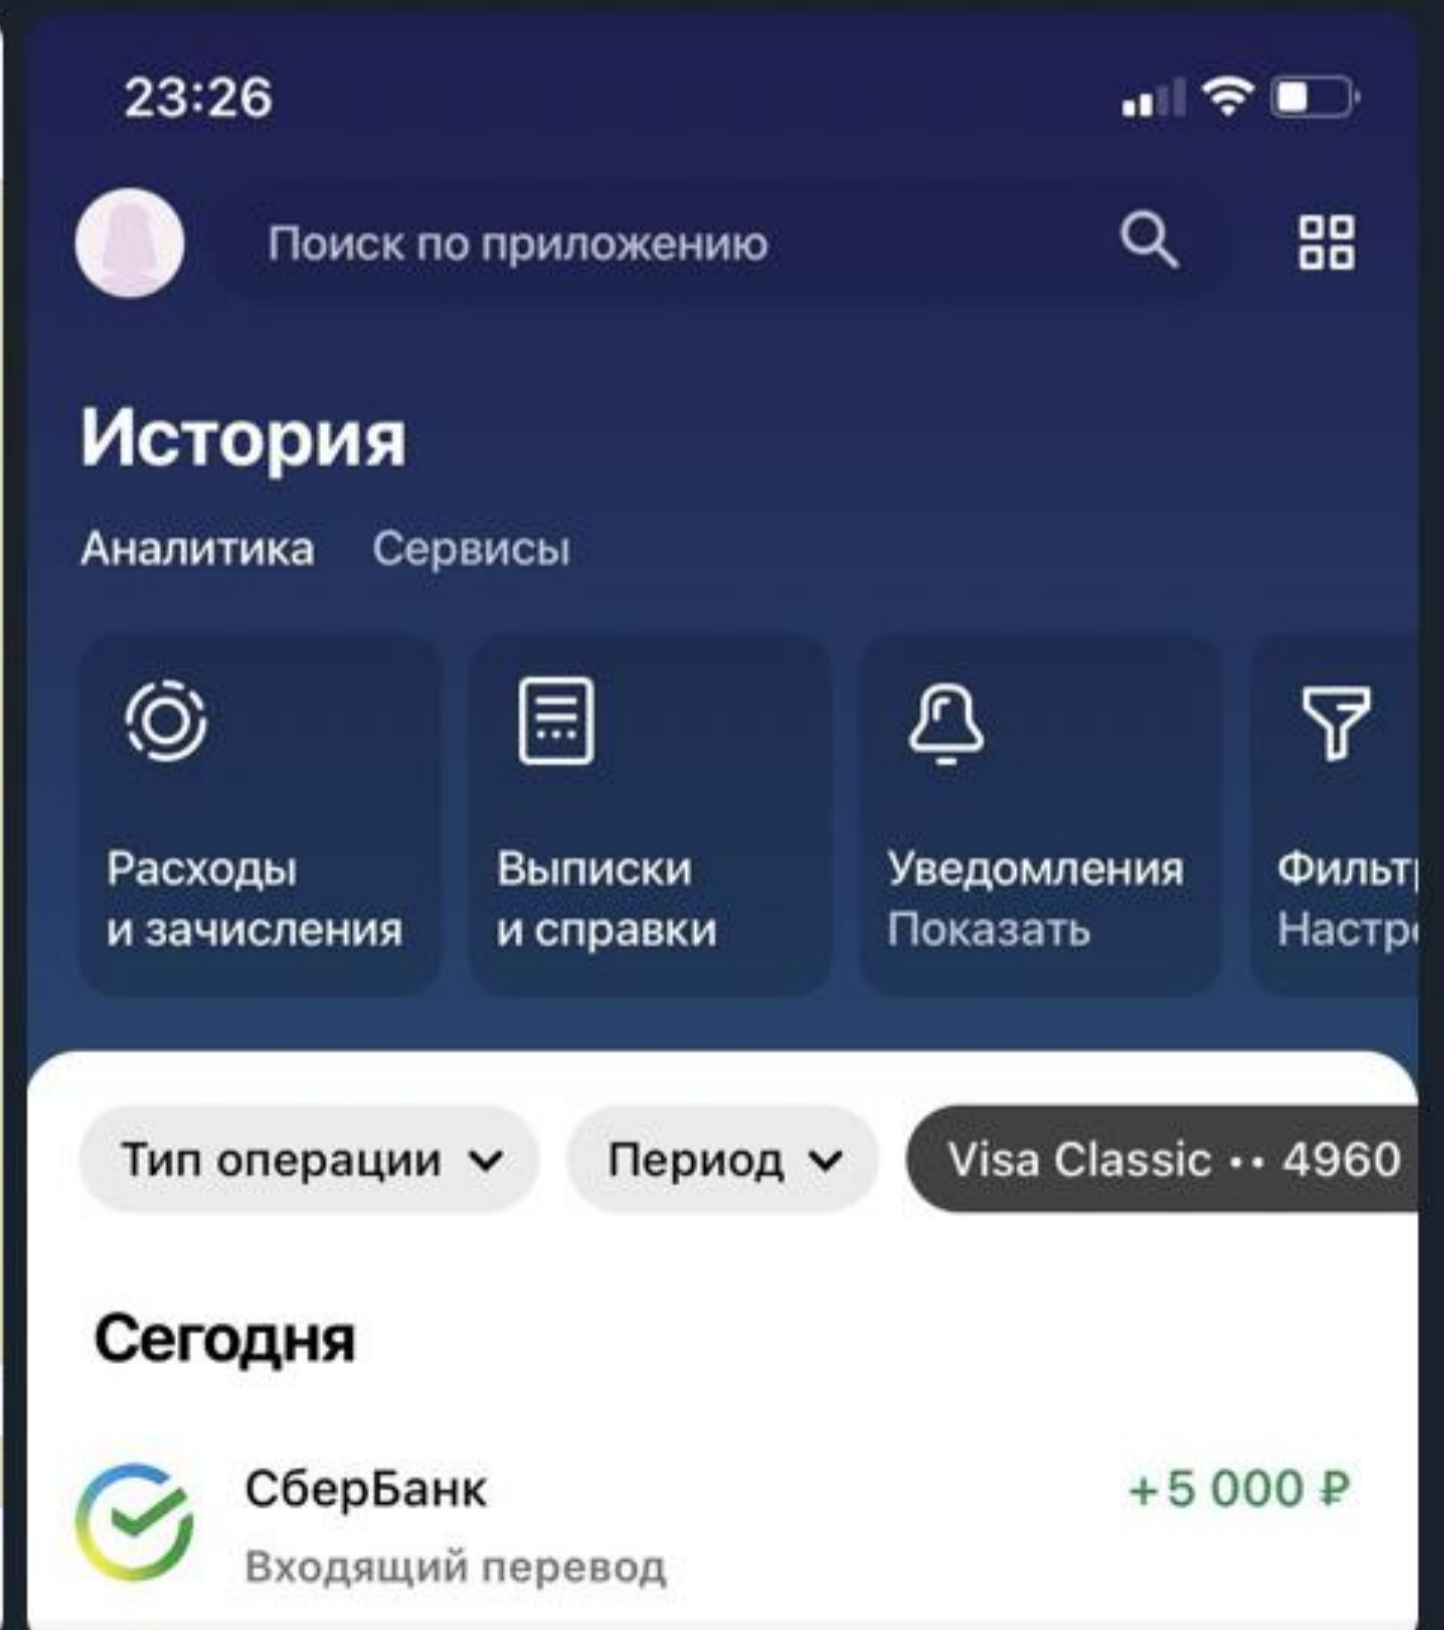 23:26
Поиск по приложению
История
Аналитика Сервисы
Расходы
и зачисления
Выписки
и справки
Уведомления
Показать
Тип операции Период Visa Classic •• 4960
Сегодня
СберБанк +5 000 ₽
Входящий перевод